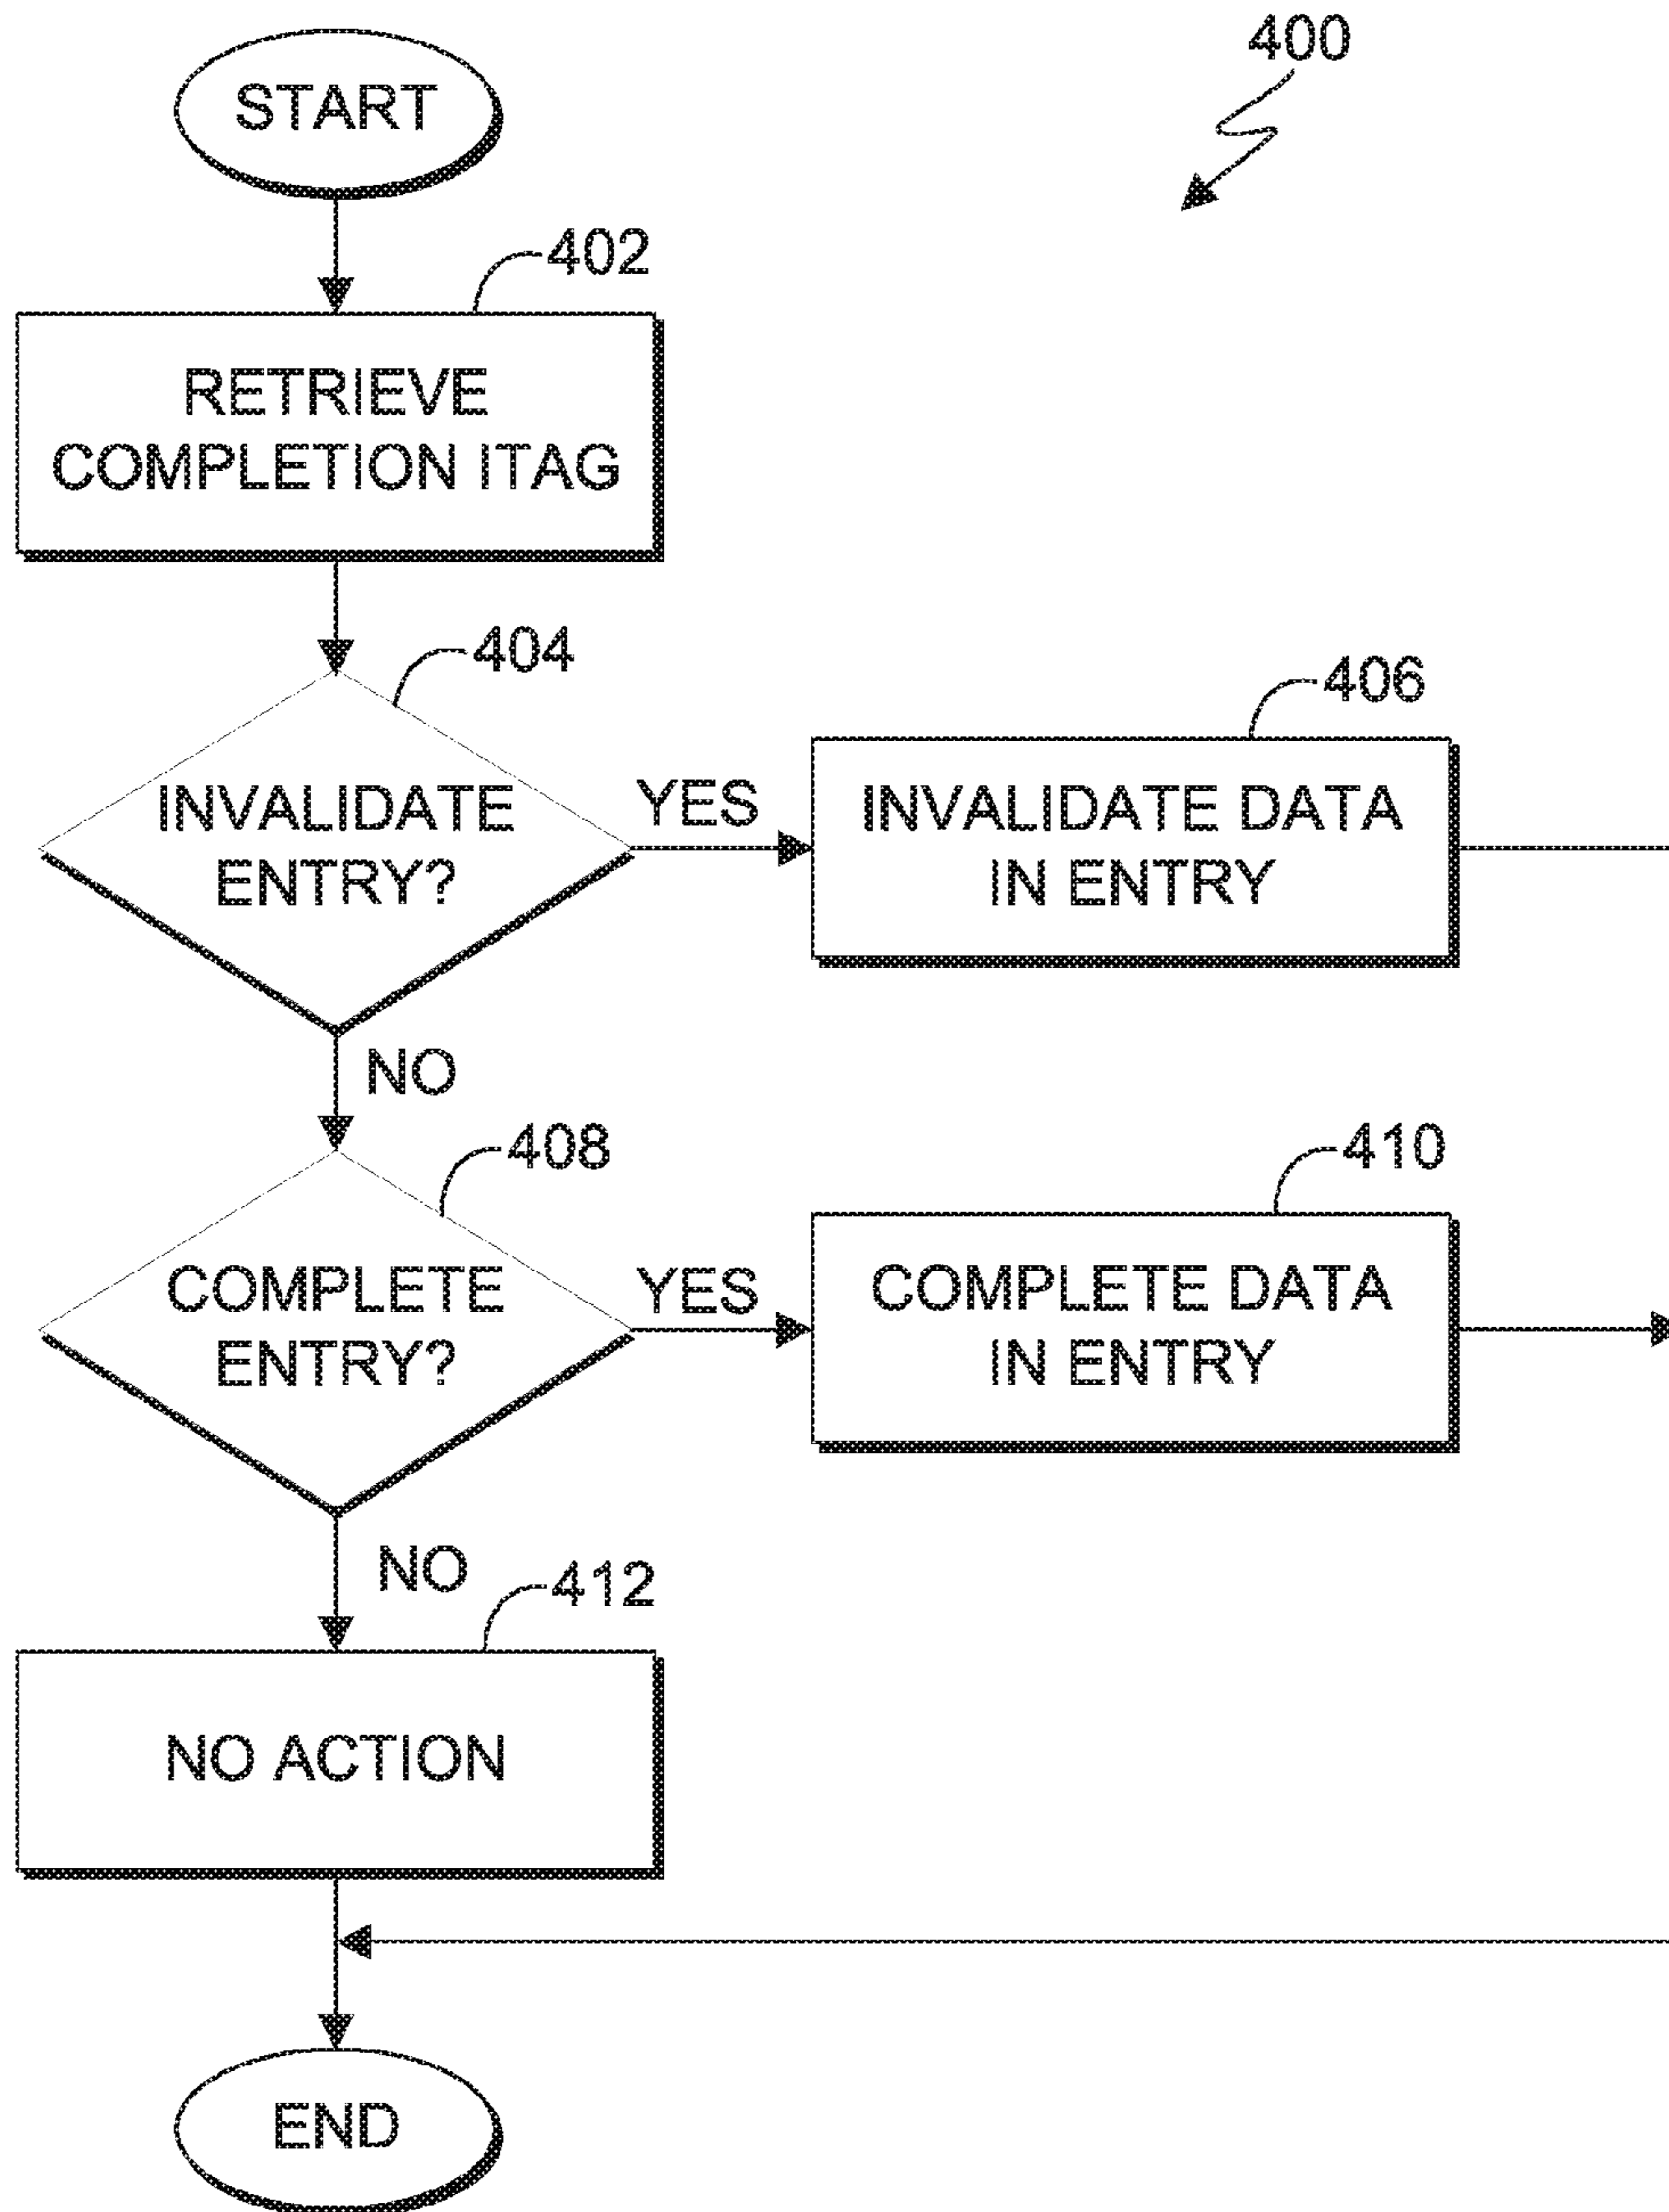 400
START
402
RETRIEVE
COMPLETION ITAG
404
406
INVALIDATE
ENTRY?
YES
INVALIDATE DATA
IN ENTRY
NO
408
410
COMPLETE
ENTRY?
YES
COMPLETE DATA
IN ENTRY
NO
412
NO ACTION
END